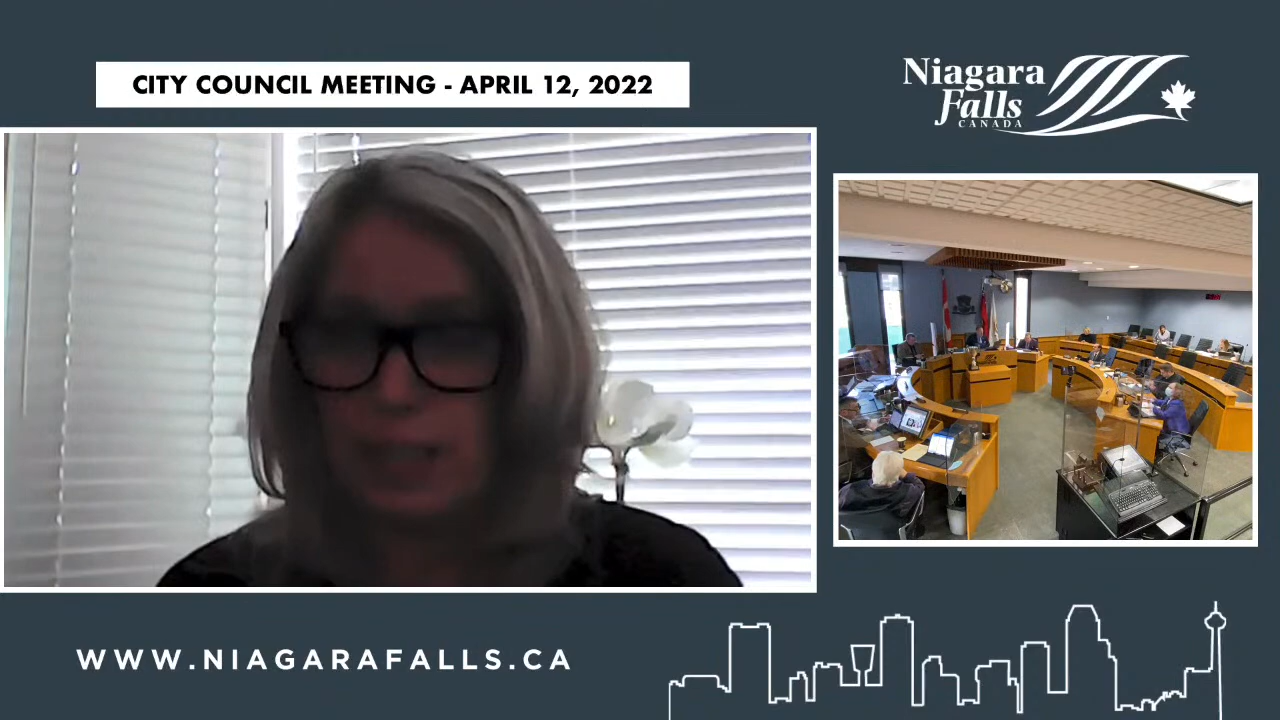 CITY COUNCIL MEETING - APRIL 12, 2022
Niagara
Falls
CANADA
WWW.NIAGARAFALLS.CA